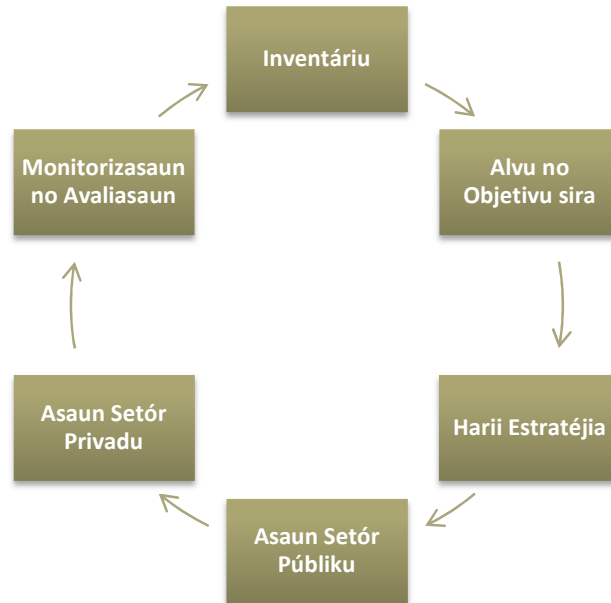 Inventáriu
Alvu no
Objetivu sira
Harii Estratéjia
Asaun Setór
Públiku
Asaun Setór
Privadu
Monitorizasaun
no Avaliasaun